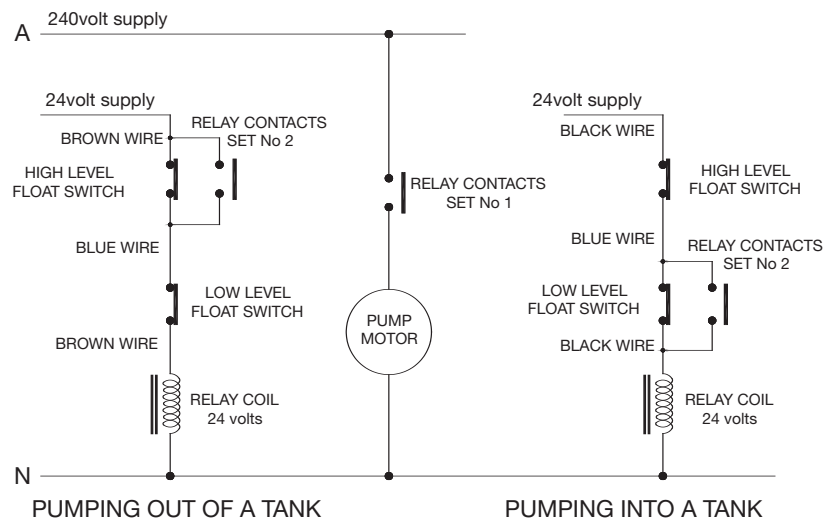 A
240volt supply
24volt supply
BROWN WIRE
RELAY CONTACTS
SET No 2
HIGH LEVEL
FLOAT SWITCH
BLUE WIRE
LOW LEVEL
FLOAT SWITCH
BROWN WIRE
RELAY COIL
24 volts
RELAY CONTACTS
SET No 1
PUMP
MOTOR
24volt supply
BLACK WIRE
HIGH LEVEL
FLOAT SWITCH
BLUE WIRE
RELAY CONTACTS
SET No 2
LOW LEVEL
FLOAT SWITCH
BLACK WIRE
RELAY COIL
24 volts
N
PUMPING OUT OF A TANK
PUMPING INTO A TANK